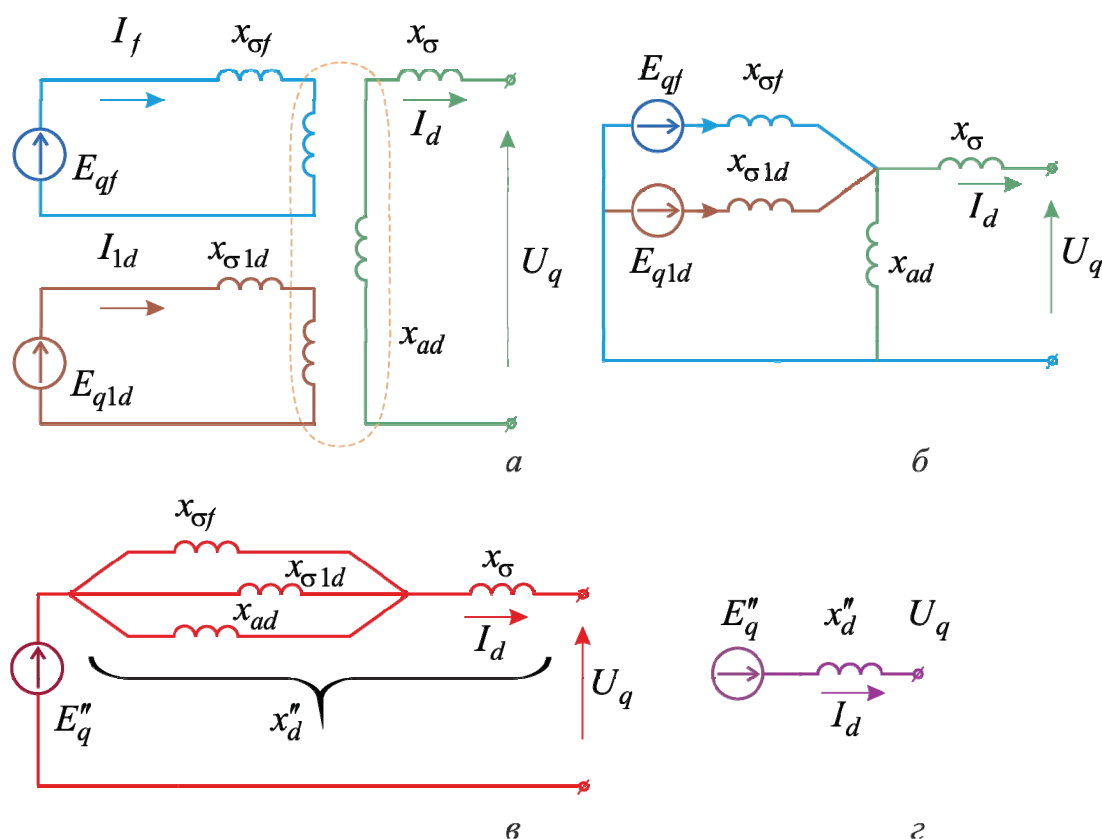 I_f x_σf x_σ
I_d
E_qf
U_q
I_1d x_σ1d
x_ad
E_q1d
а
E_qf x_σf
x_σ
x_σ1d
I_d
E_q1d x_ad U_q
б
x_σf
x_σ1d x_σ
x_ad
I_d
E″_q x″_d U_q
в
E″_q x″_d U_q
I_d
г